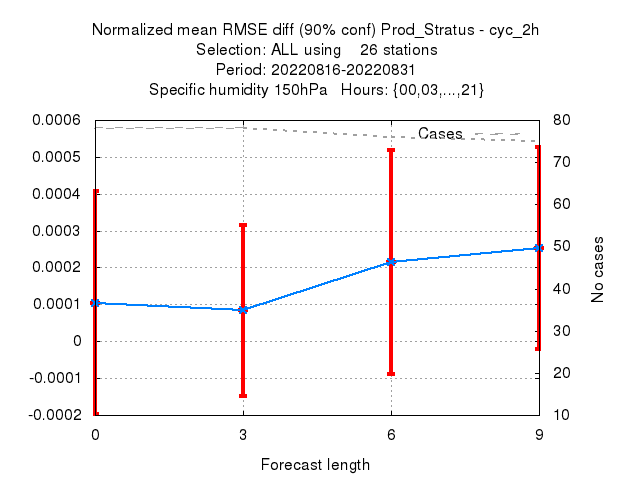 Normalized mean RMSE diff (90% conf) Prod_Stratus - cyc_2h
Selection: ALL using    26 stations
Period: 20220816-20220831
Specific humidity 150hPa   Hours: {00,03,...,21}
0.0006
0.0005
0.0004
0.0003
0.0002
0.0001
0
-0.0001
-0.0002
Cases
80
70
60
50
40
30
20
10
No cases
0 3 6 9
Forecast length